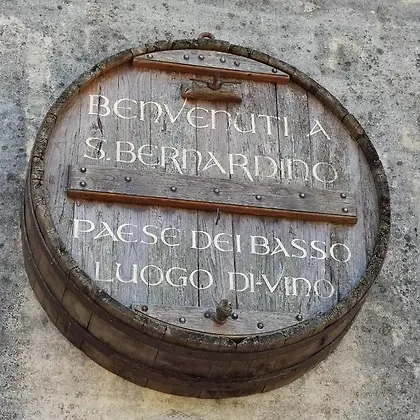 BENVENUTI A
S. BERNARDINO
PAESE DEI BASSO
LUOGO DI-VINO